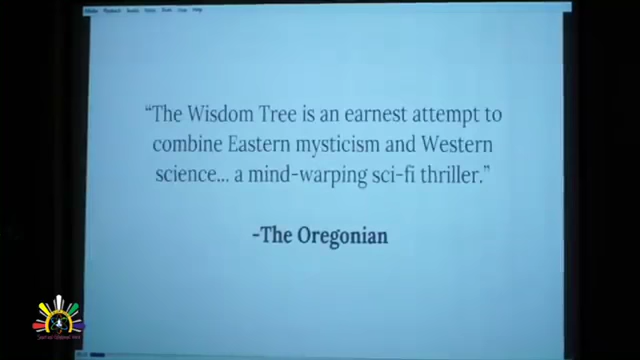 “The Wisdom Tree is an earnest attempt to
combine Eastern mysticism and Western
science... a mind-warping sci-fi thriller.”
-The Oregonian